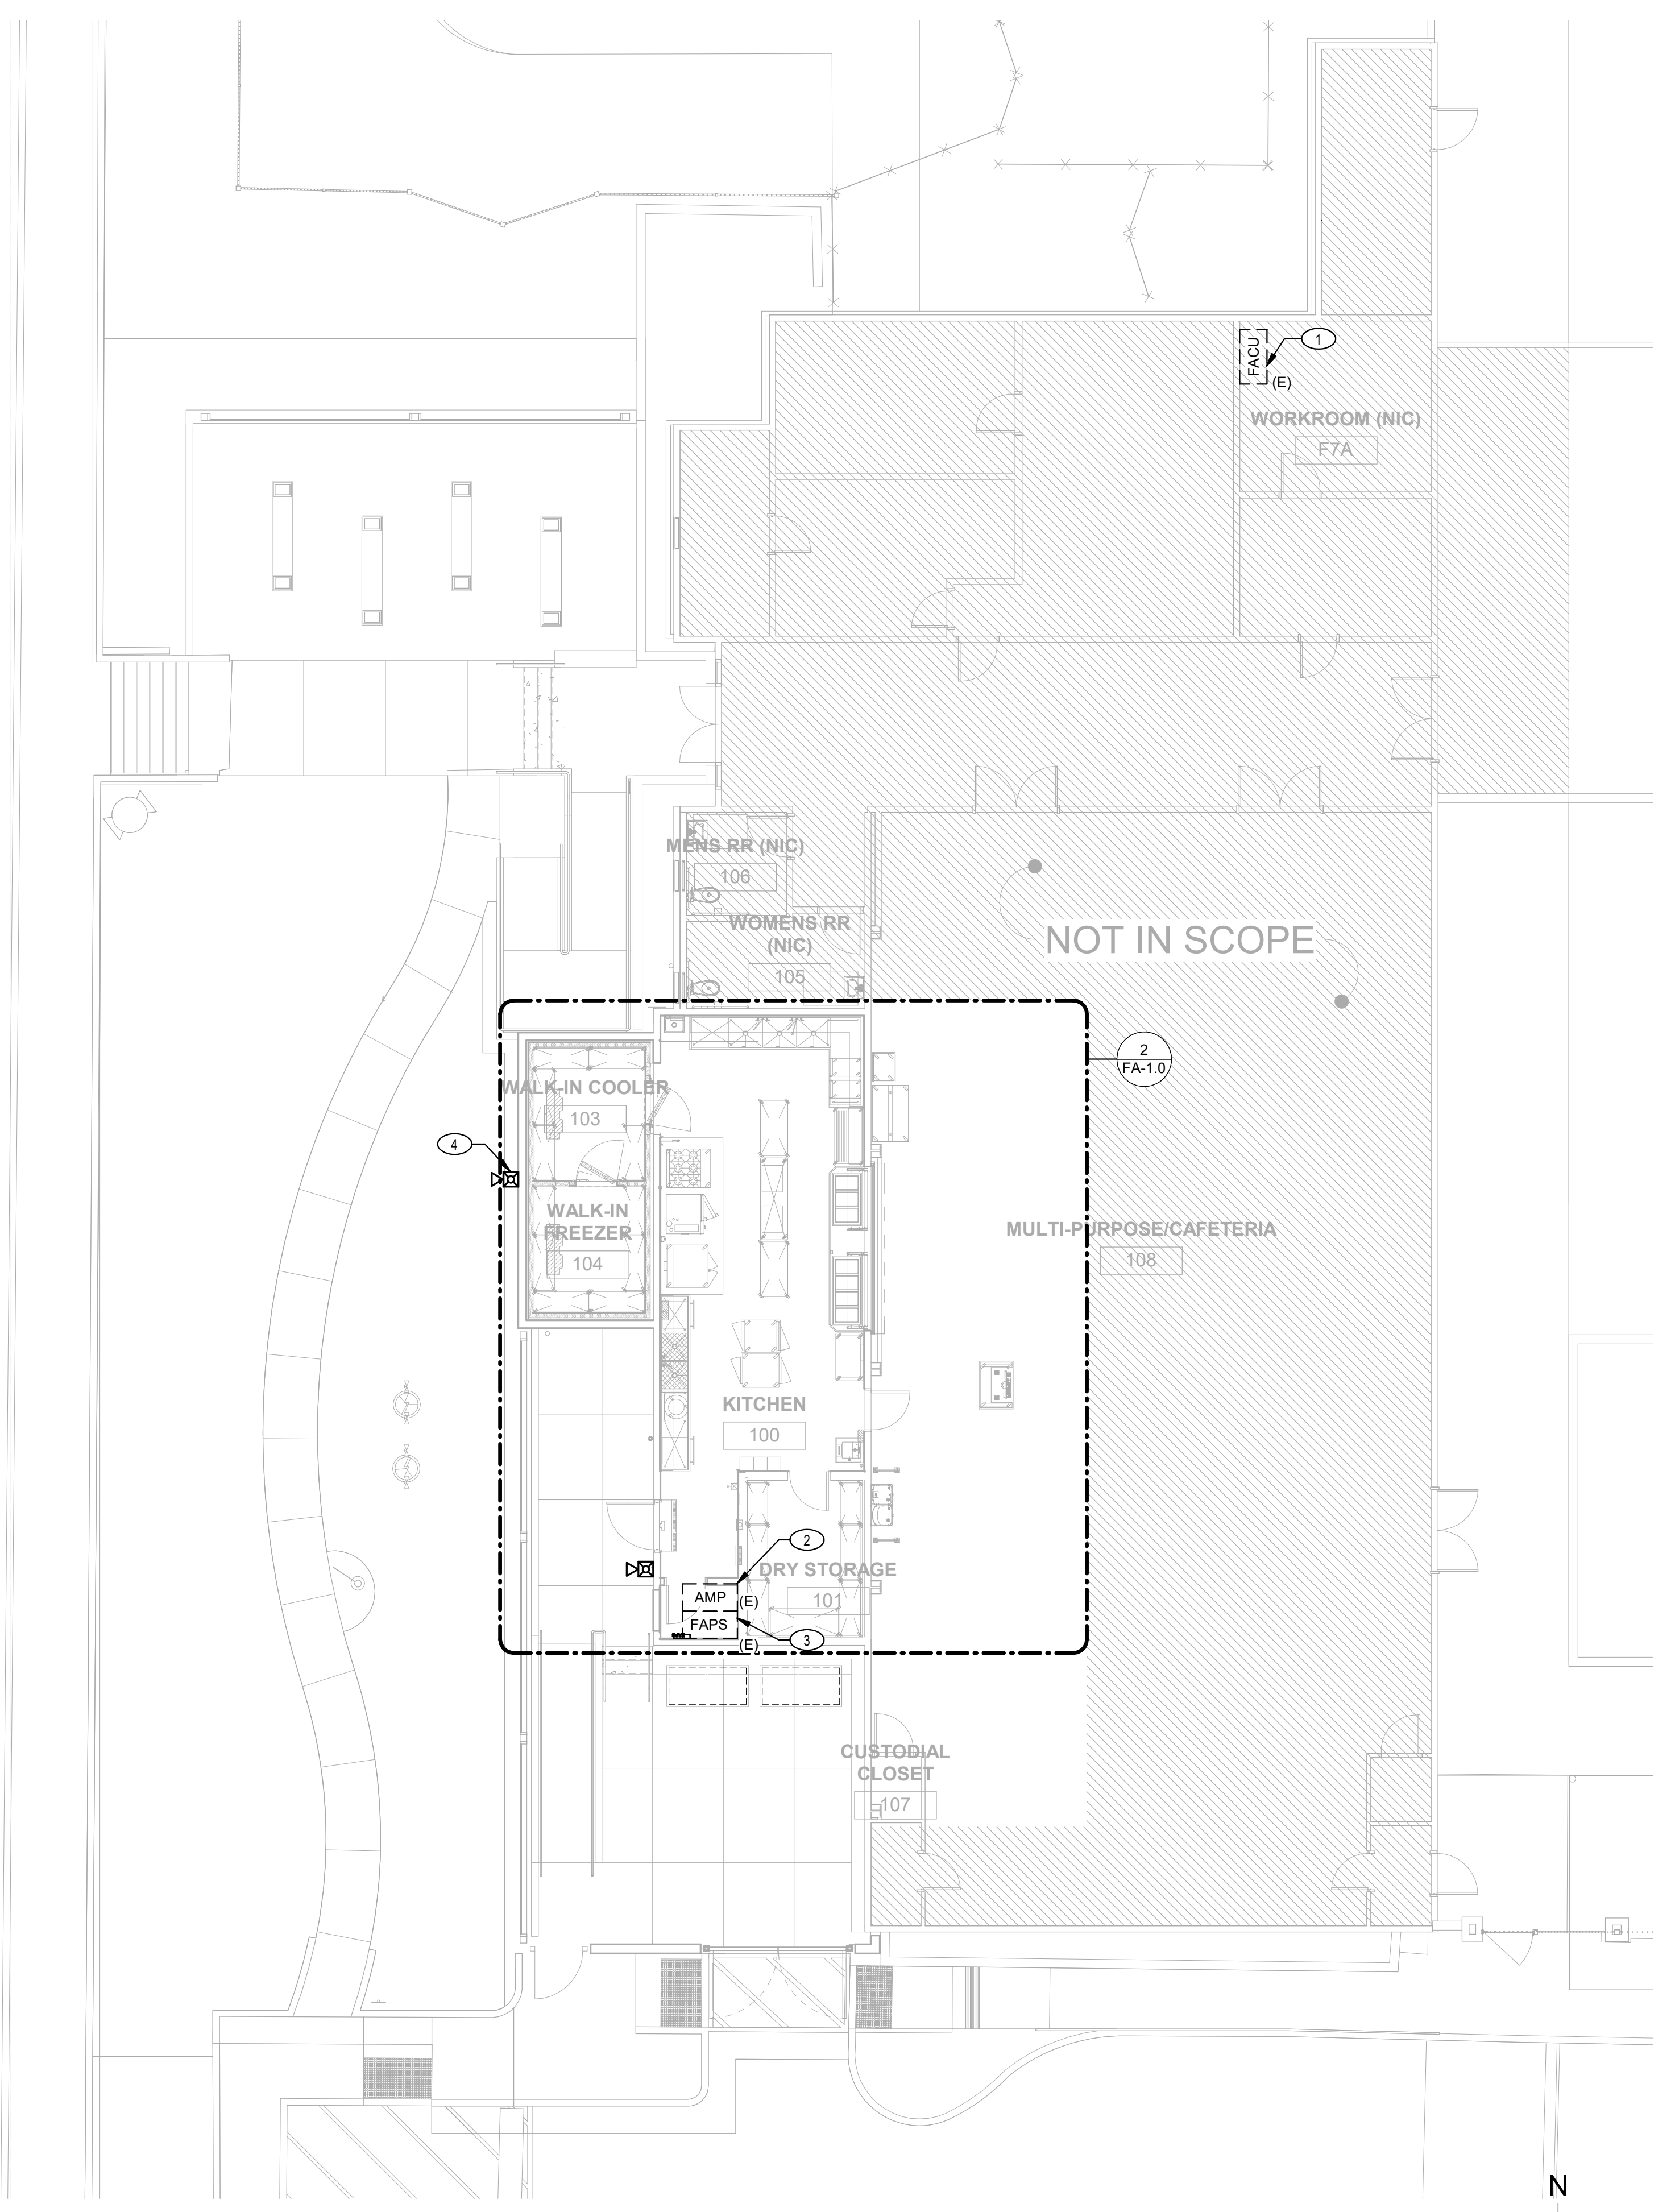 FACU
1
(E)
WORKROOM (NIC)
F7A
MENS RR (NIC)
106
WOMENS RR
(NIC)
105
NOT IN SCOPE
2
FA-1.0
WALK-IN COOLER
103
4
WALK-IN
FREEZER
104
MULTI-PURPOSE/CAFETERIA
108
KITCHEN
100
2
DRY STORAGE
101
AMP
(E)
FAPS
3
(E)
CUSTODIAL
CLOSET
107
N